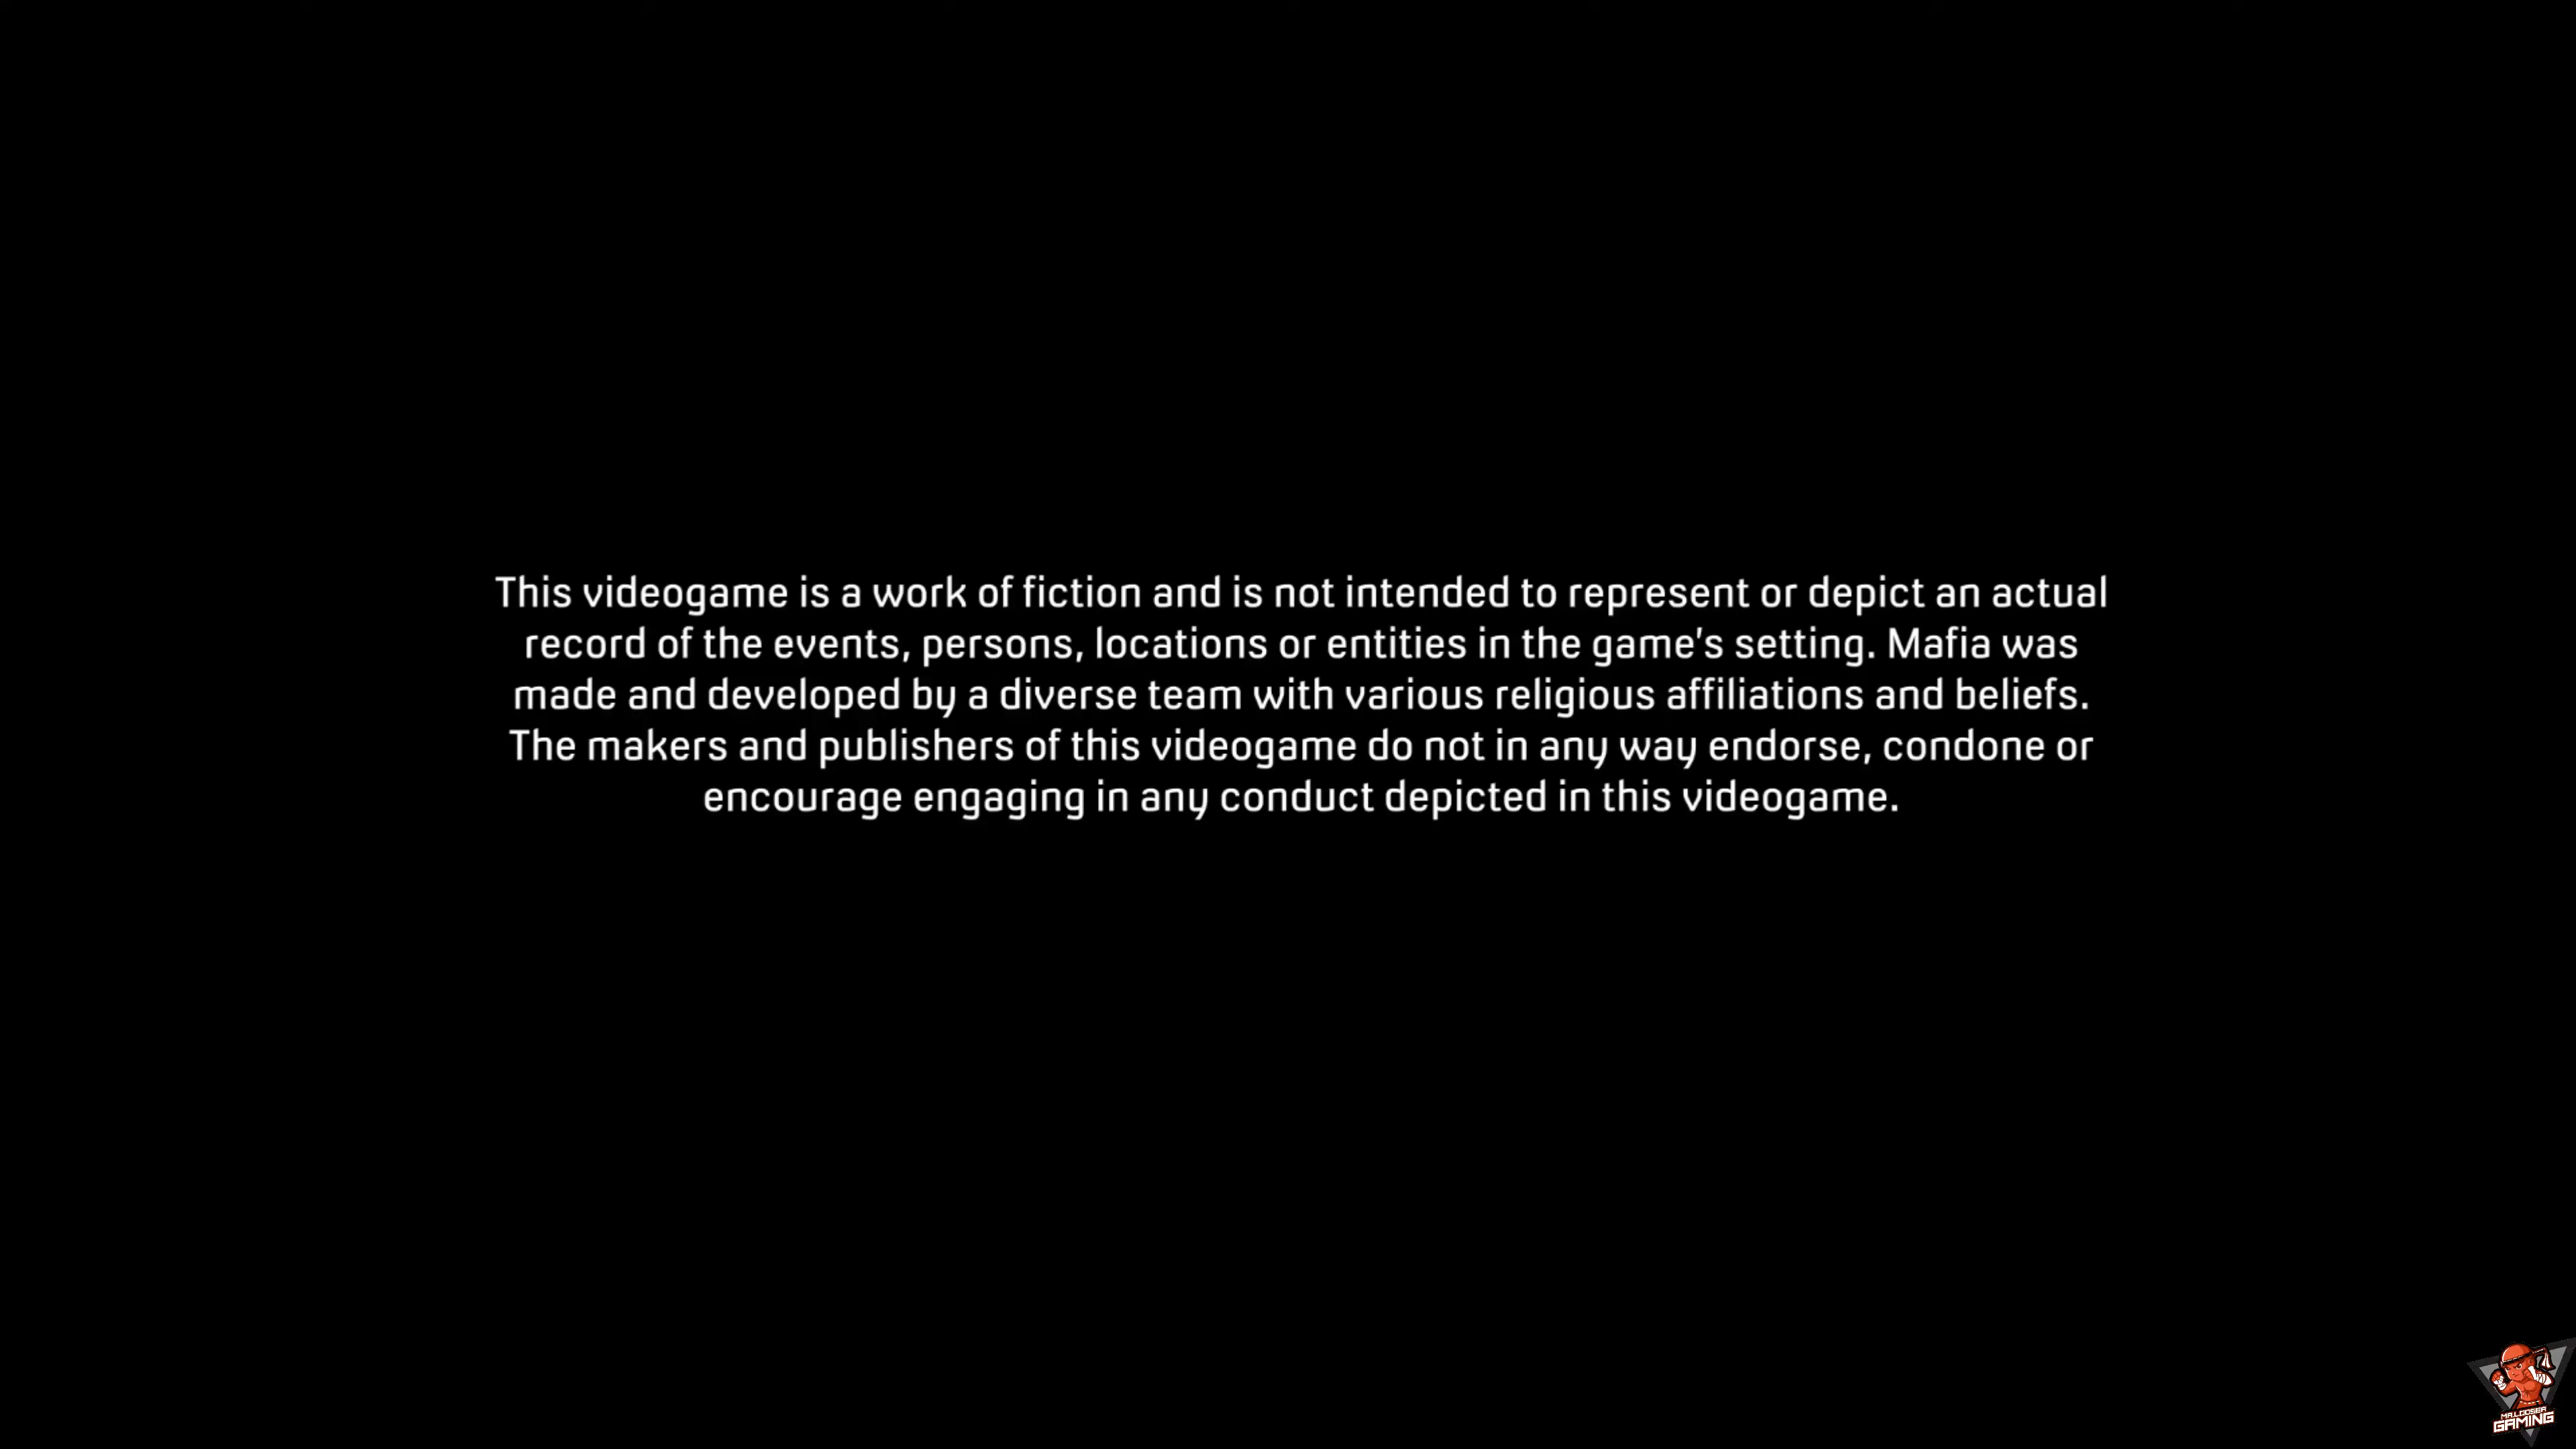 This videogame is a work of fiction and is not intended to represent or depict an actual
record of the events, persons, locations or entities in the game's setting. Mafia was
made and developed by a diverse team with various religious affiliations and beliefs.
The makers and publishers of this videogame do not in any way endorse, condone or
encourage engaging in any conduct depicted in this videogame.
MR.LOOSER
GAMING